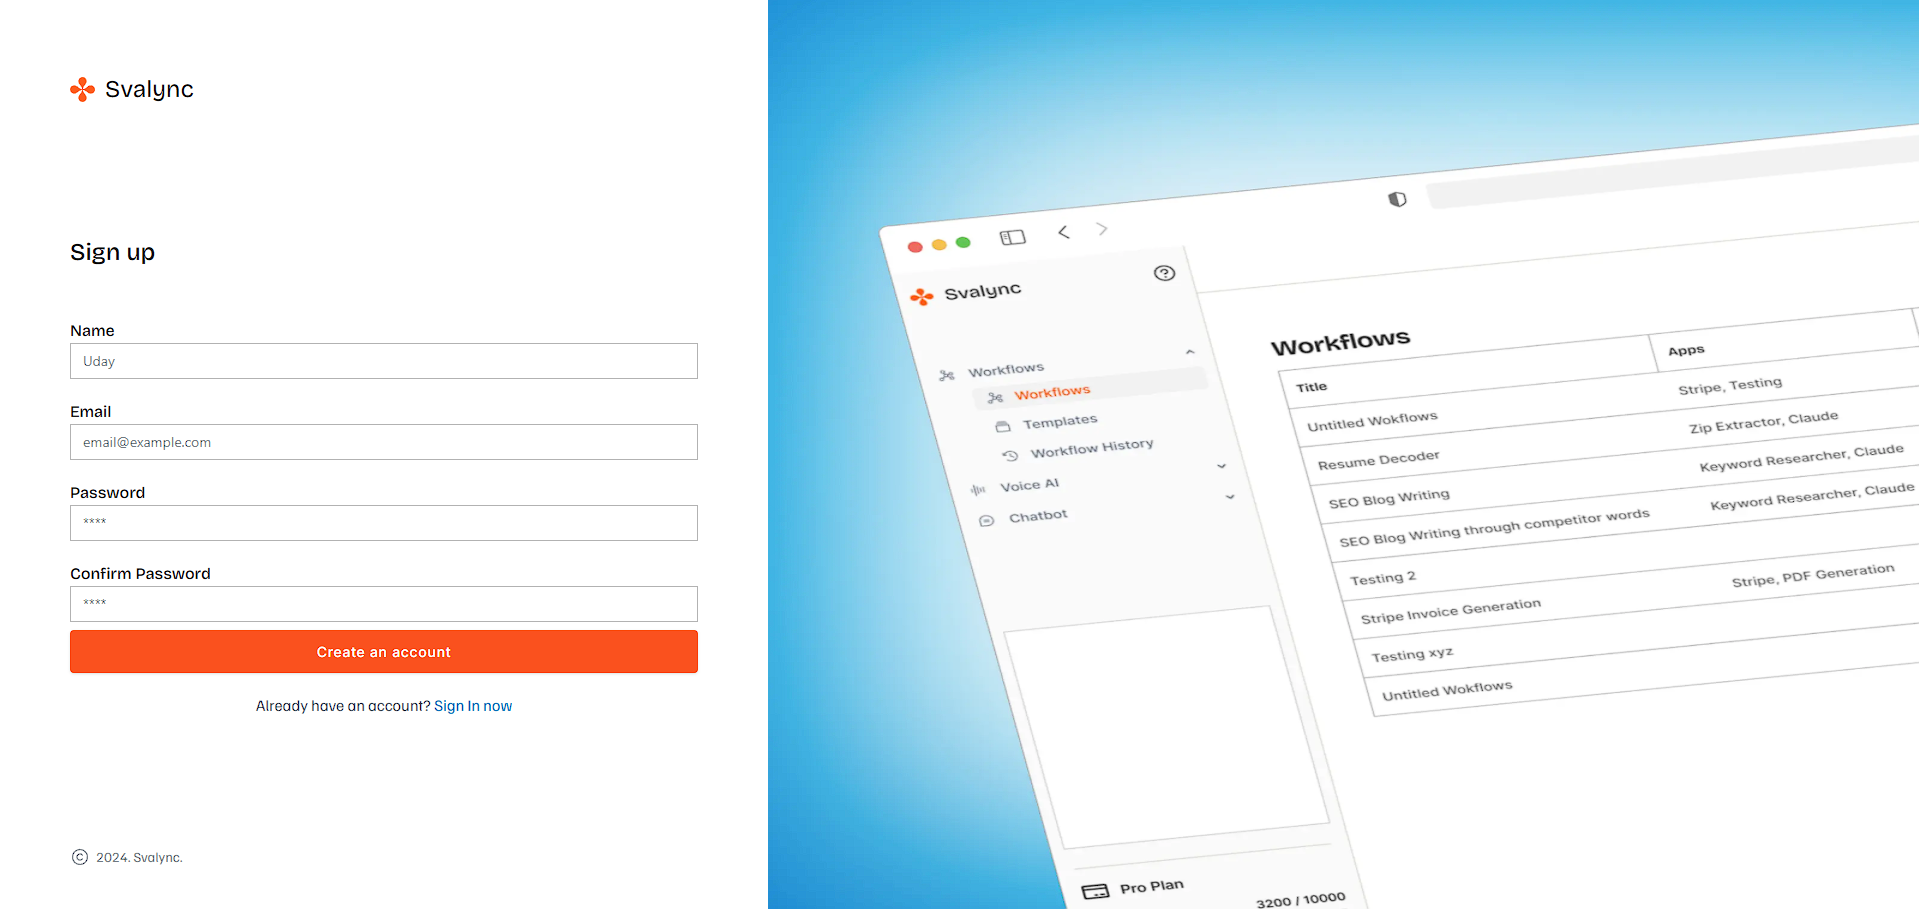 Svalync
Sign up
Name
Uday
Email
email@example.com
Password
****
Confirm Password
****
Create an account
Already have an account? Sign In now
© 2024. Svalync.
Svalync
Workflows
Workflows
Templates
Workflow History
Voice AI
Chatbot
Pro Plan
3200 / 10000
Workflows
Title Apps
Untitled Wokflows Stripe, Testing
Resume Decoder Zip Extractor, Claude
SEO Blog Writing Keyword Researcher, Claude
SEO Blog Writing through competitor words Keyword Researcher, Claude
Testing 2
Stripe Invoice Generation Stripe, PDF Generation
Testing xyz
Untitled Wokflows